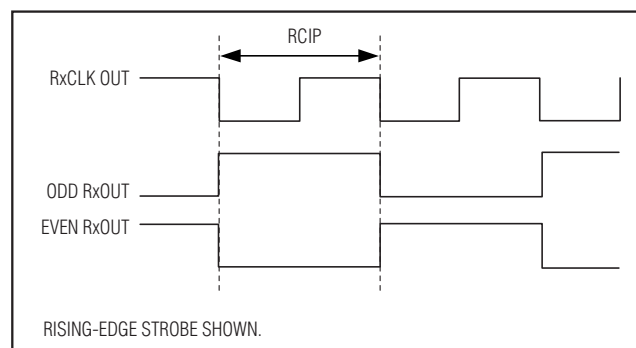 RCIP
RxCLK OUT
ODD RxOUT
EVEN RxOUT
RISING-EDGE STROBE SHOWN.